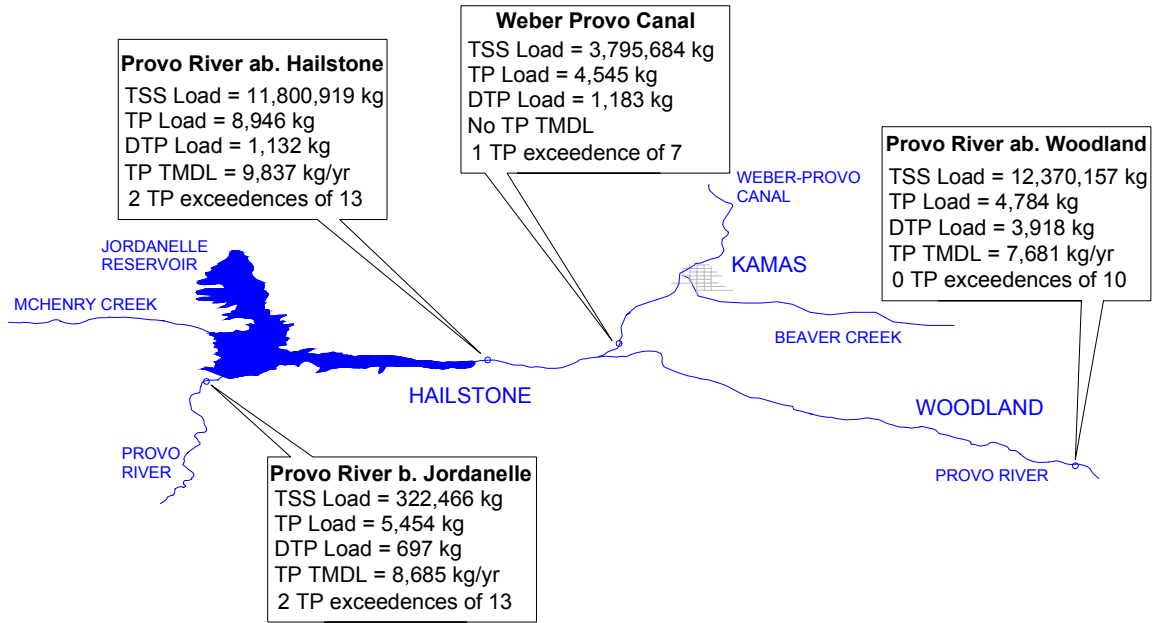 Weber Provo Canal
TSS Load = 3,795,684 kg
TP Load = 4,545 kg
DTP Load = 1,183 kg
No TP TMDL
1 TP exceedence of 7
Provo River ab. Hailstone
TSS Load = 11,800,919 kg
TP Load = 8,946 kg
DTP Load = 1,132 kg
TP TMDL = 9,837 kg/yr
2 TP exceedences of 13
Provo River ab. Woodland
TSS Load = 12,370,157 kg
TP Load = 4,784 kg
DTP Load = 3,918 kg
TP TMDL = 7,681 kg/yr
0 TP exceedences of 10
WEBER-PROVO
CANAL
JORDANELLE
RESERVOIR
KAMAS
MCHENRY CREEK
BEAVER CREEK
HAILSTONE
WOODLAND
PROVO
RIVER
PROVO RIVER
Provo River b. Jordanelle
TSS Load = 322,466 kg
TP Load = 5,454 kg
DTP Load = 697 kg
TP TMDL = 8,685 kg/yr
2 TP exceedences of 13